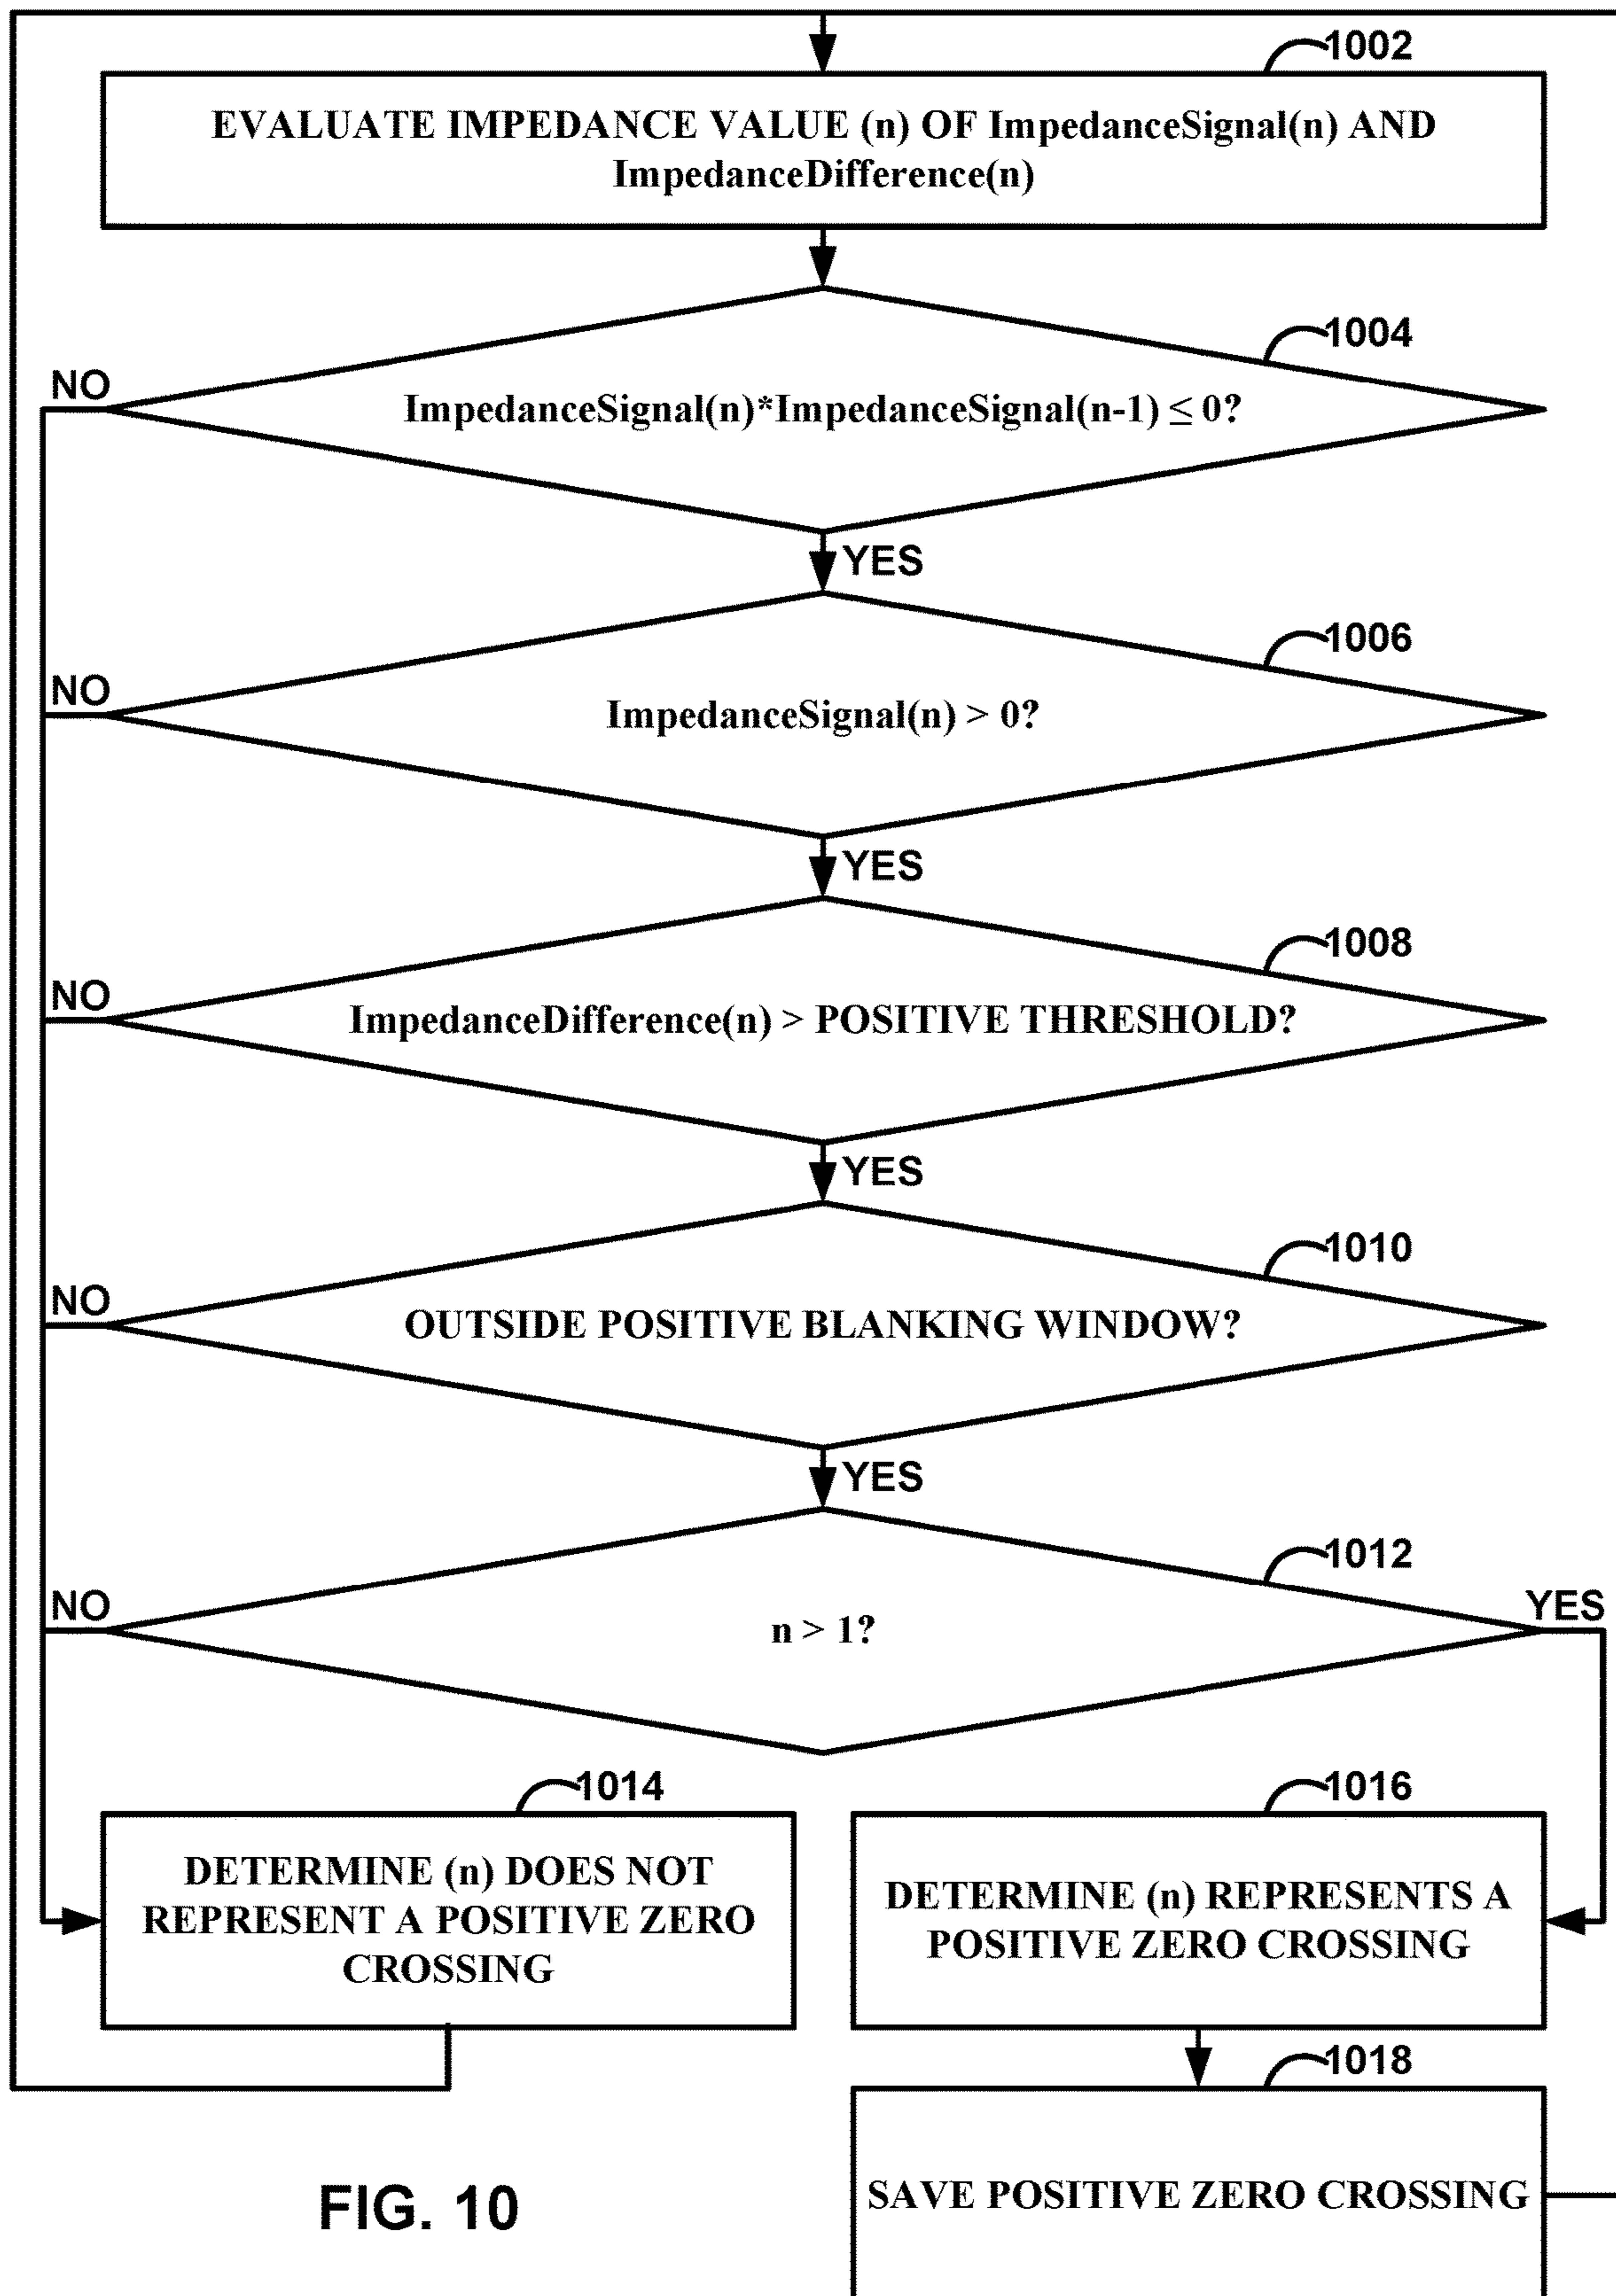 1002
EVALUATE IMPEDANCE VALUE (n) OF ImpedanceSignal(n) AND
ImpedanceDifference(n)
1004
NO
ImpedanceSignal(n)*ImpedanceSignal(n-1) ≤ 0?
YES
1006
NO
ImpedanceSignal(n) > 0?
YES
1008
NO
ImpedanceDifference(n) > POSITIVE THRESHOLD?
YES
1010
NO
OUTSIDE POSITIVE BLANKING WINDOW?
YES
1012
NO
n > 1?
YES
1014
DETERMINE (n) DOES NOT
REPRESENT A POSITIVE ZERO
CROSSING
1016
DETERMINE (n) REPRESENTS A
POSITIVE ZERO CROSSING
1018
SAVE POSITIVE ZERO CROSSING
FIG. 10